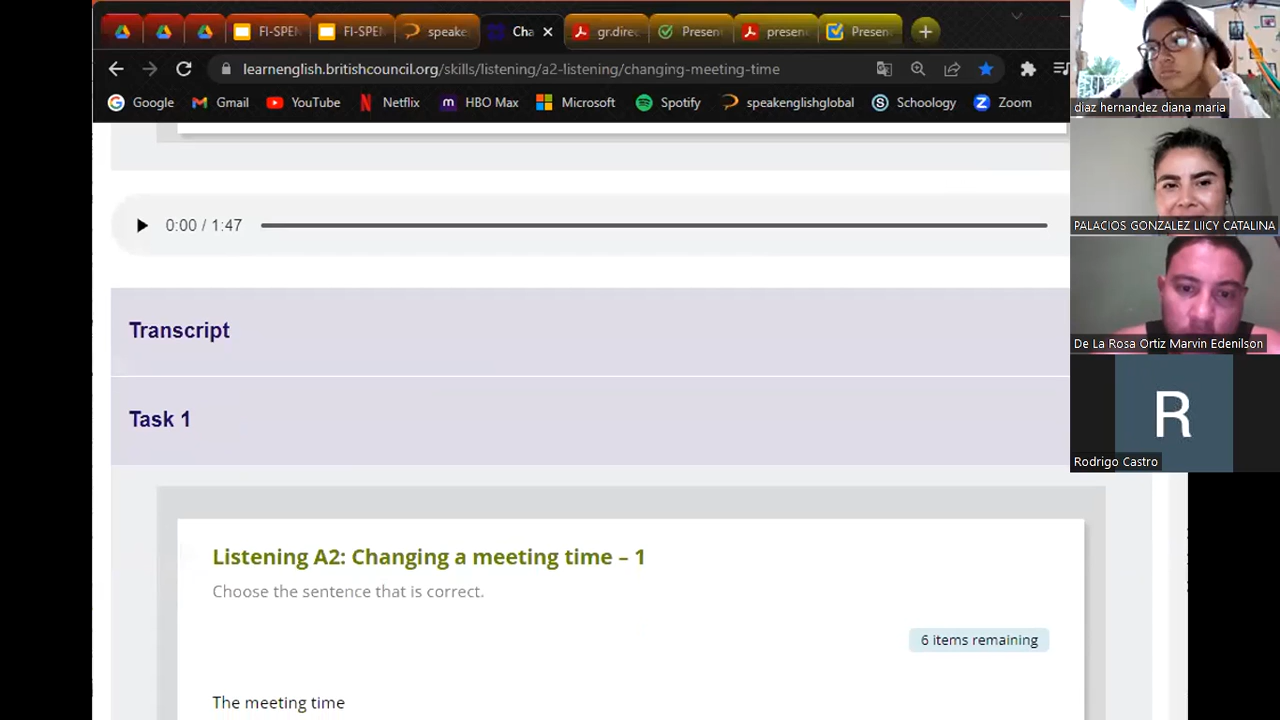 FI-SPEN
FI-SPEN
speake
Cha
gr.direc
Present
presen
Presen
learnenglish.britishcouncil.org/skills/listening/a2-listening/changing-meeting-time
Google
Gmail
YouTube
Netflix
HBO Max
Microsoft
Spotify
speakenglishglobal
Schoology
Zoom
diaz hernandez diana maria
PALACIOS GONZALEZ LIICY CATALINA
De La Rosa Ortiz Marvin Edenilson
R
Rodrigo Castro
0:00 / 1:47
Transcript
Task 1
Listening A2: Changing a meeting time – 1
Choose the sentence that is correct.
6 items remaining
The meeting time